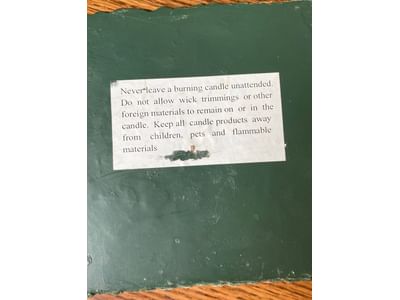 Never leave a burning candle unattended.
Do not allow wick trimmings or other
foreign materials to remain on or in the
candle. Keep all candle products away
from children, pets and flammable
materials